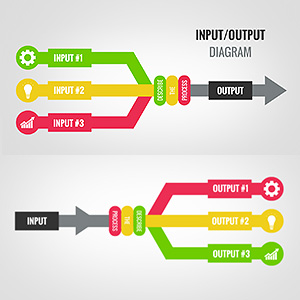 INPUT/OUTPUT
DIAGRAM
INPUT #1
INPUT #2
INPUT #3
DESCRIBE
THE
PROCESS
OUTPUT
INPUT
PROCESS
THE
DESCRIBE
OUTPUT #1
OUTPUT #2
OUTPUT #3